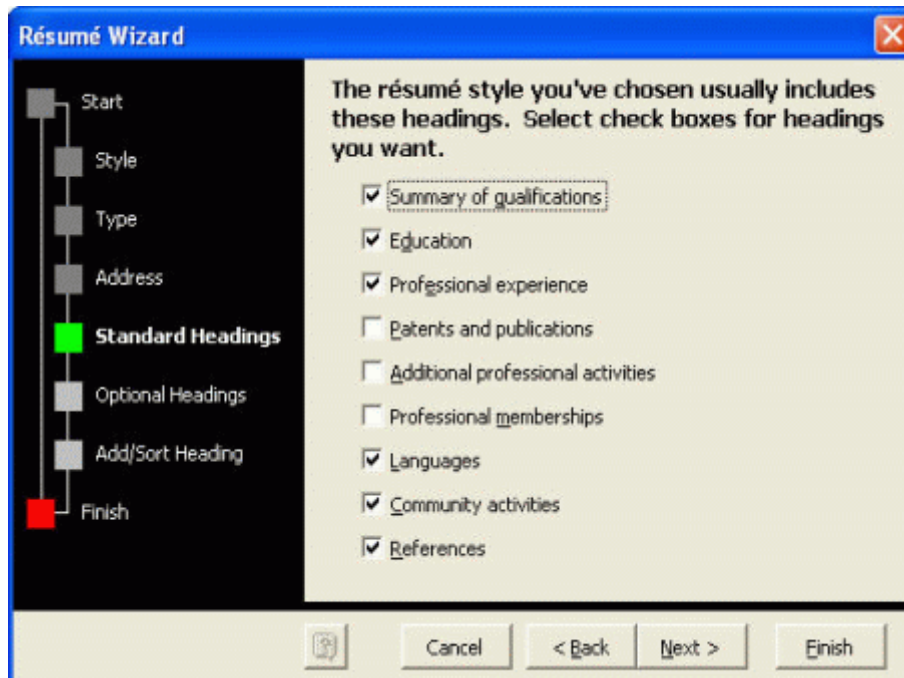 Résumé Wizard
Start
Style
Type
Address
Standard Headings
Optional Headings
Add/Sort Heading
Finish
The résumé style you've chosen usually includes
these headings. Select check boxes for headings
you want.
Summary of qualifications
Education
Professional experience
Patents and publications
Additional professional activities
Professional memberships
Languages
Community activities
References
Cancel
< Back
Next >
Finish